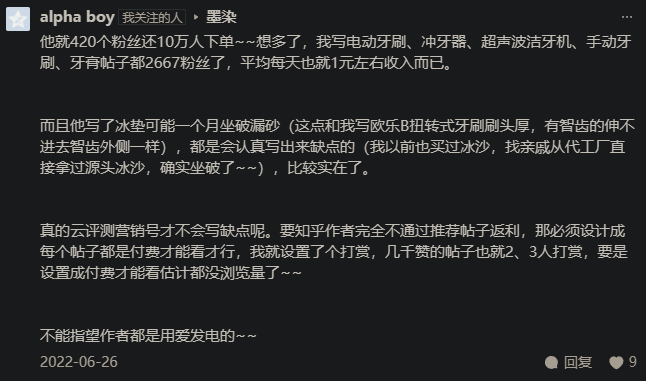 alpha boy 我关注的人 ▸ 墨染 ...
他就420个粉丝还10万人下单~~想多了，我写电动牙刷、冲牙器、超声波洁牙机、手动牙
刷、牙膏帖子都2667粉丝了，平均每天也就1元左右收入而已。
而且他写了冰垫可能一个月坐破漏砂（这点和我写欧乐B扭转式牙刷刷头厚，有智齿的伸不
进去智齿外侧一样），都是会认真写出来缺点的（我以前也买过冰沙，找亲戚从代工厂直
接拿过源头冰沙，确实坐破了~~），比较实在了。
真的云评测营销号才不会写缺点呢。要知乎作者完全不通过推荐帖子返利，那必须设计成
每个帖子都是付费才能看才行，我就设置了个打赏，几千赞的帖子也就2、3人打赏，要是
设置成付费才能看估计都没浏览量了~~
不能指望作者都是用爱发电的~~
2022-06-26 回复 9